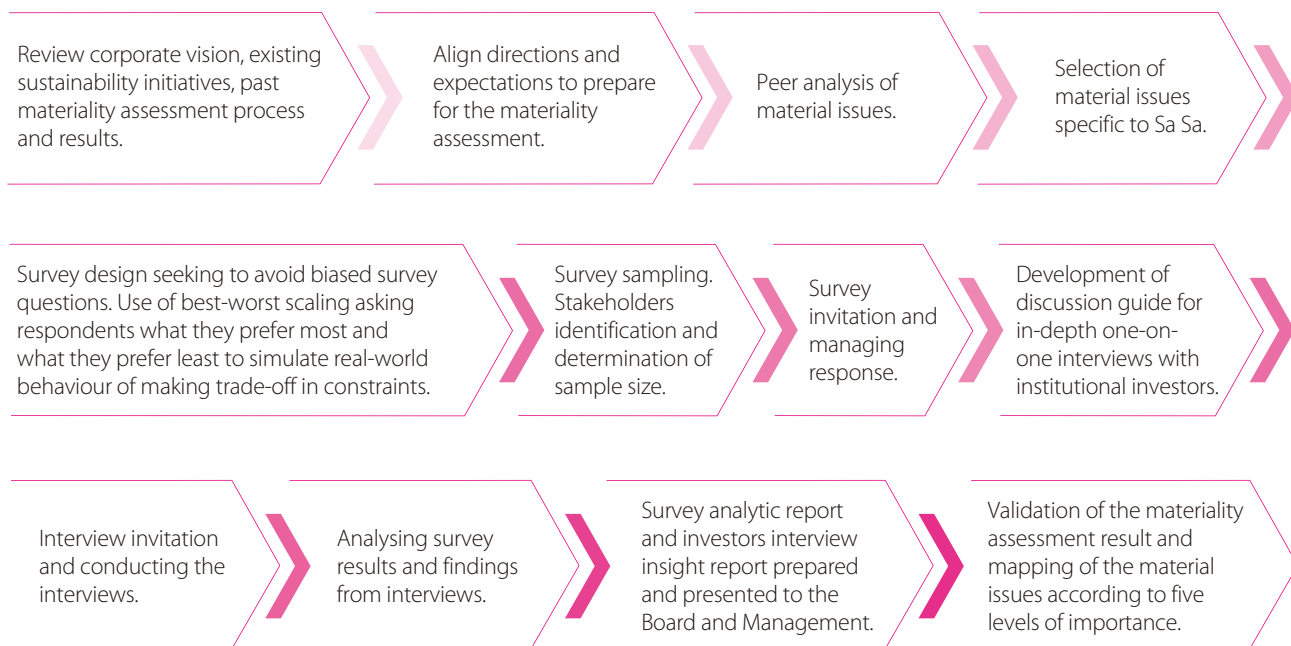 Review corporate vision, existing
sustainability initiatives, past
materiality assessment process
and results.
Align directions and
expectations to prepare
for the materiality
assessment.
Peer analysis of
material issues.
Selection of
material issues
specific to Sa Sa.
Survey design seeking to avoid biased survey
questions. Use of best-worst scaling asking
respondents what they prefer most and
what they prefer least to simulate real-world
behaviour of making trade-off in constraints.
Survey sampling.
Stakeholders
identification and
determination of
sample size.
Survey
invitation and
managing
response.
Development of
discussion guide for
in-depth one-on-
one interviews with
institutional investors.
Interview invitation
and conducting the
interviews.
Analysing survey
results and findings
from interviews.
Survey analytic report
and investors interview
insight report prepared
and presented to the
Board and Management.
Validation of the materiality
assessment result and
mapping of the material
issues according to five
levels of importance.